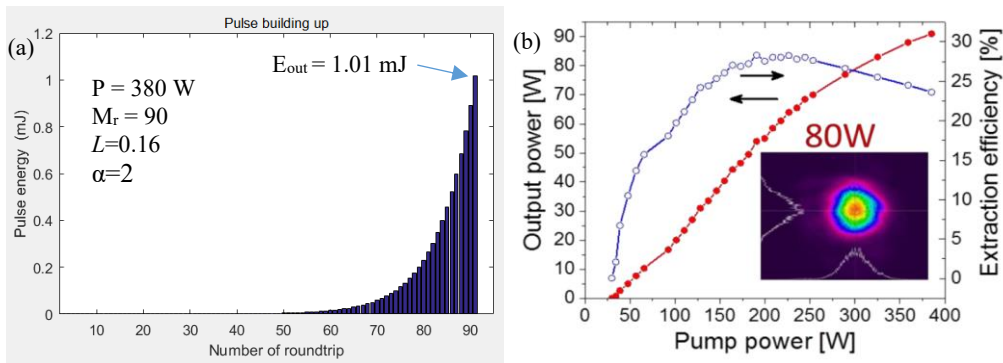 Pulse building up
(a)
P = 380 W
Mr = 90
L=0.16
α=2
Eout = 1.01 mJ
Pulse energy (mJ)
1.2
1
0.8
0.6
0.4
0.2
0
10 20 30 40 50 60 70 80 90
Number of roundtrip
(b)
Output power [W]
90
80
70
60
50
40
30
20
10
0
80W
Extraction efficiency [%]
30
25
20
15
10
5
0
0 50 100 150 200 250 300 350 400
Pump power [W]